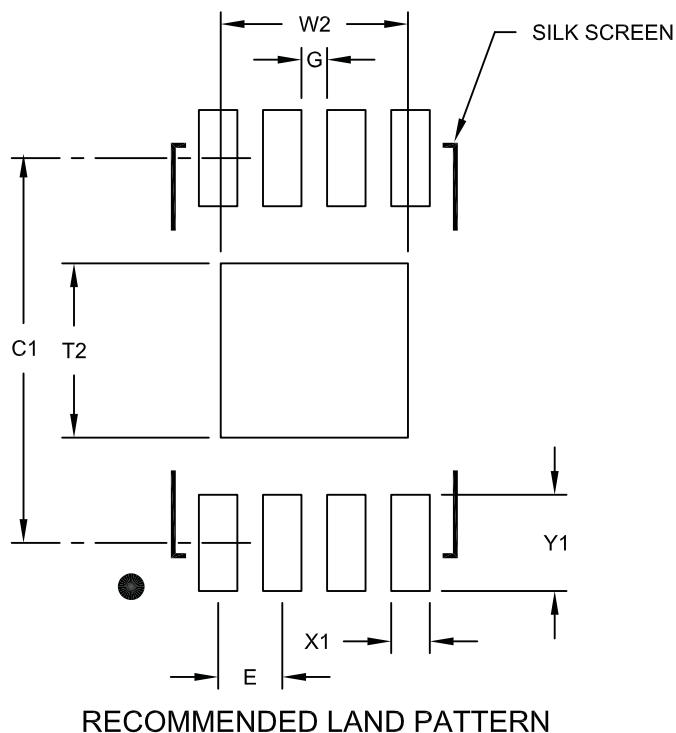 W2
SILK SCREEN
G
C1
T2
Y1
X1
E
RECOMMENDED LAND PATTERN